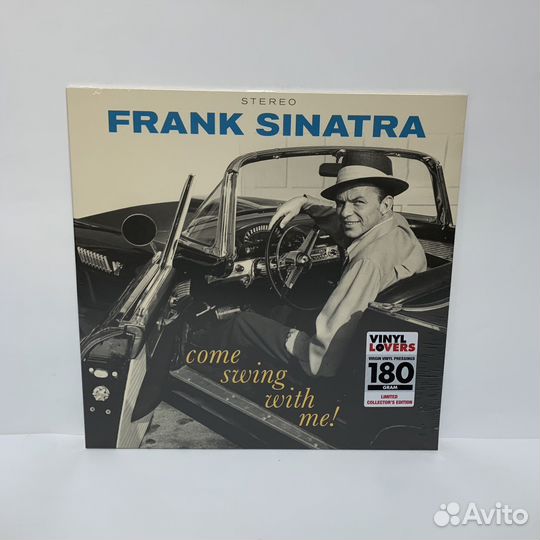 STEREO
FRANK SINATRA
come
swing
with
me!
VINYL
LOVERS
VIRGIN VINYL PRESSINGS
180
GRAM
LIMITED
COLLECTOR'S EDITION
Avito